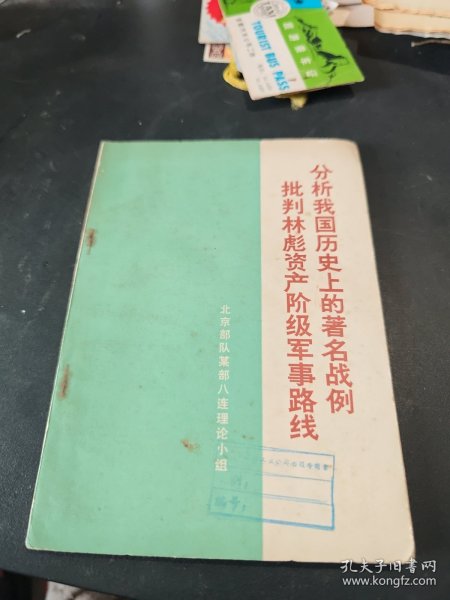 TOURIST BUS PASS
分析我国历史上的著名战例
批判林彪资产阶级军事路线
北京部队某部八连理论小组
编号:
孔夫子旧书网
www.kongfz.com